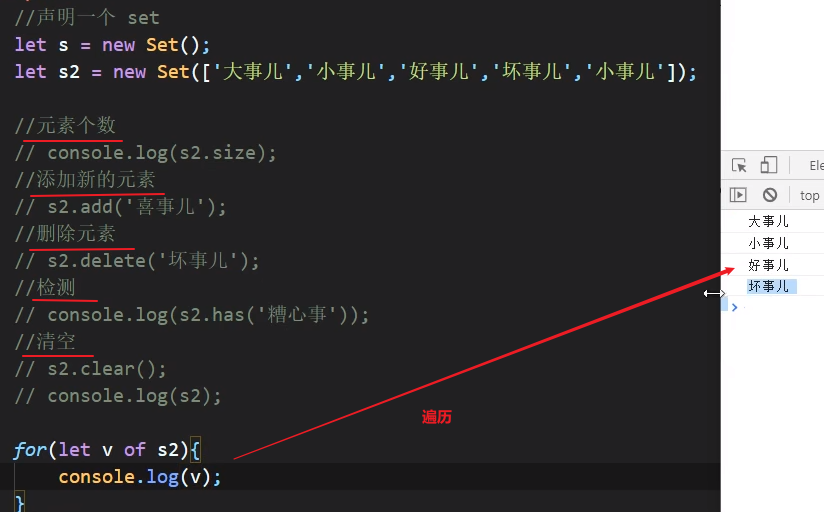 //声明一个 set
let s = new Set();
let s2 = new Set(['大事儿','小事儿','好事儿','坏事儿','小事儿']);
//元素个数
// console.log(s2.size);
//添加新的元素
// s2.add('喜事儿');
//删除元素
// s2.delete('坏事儿');
//检测
// console.log(s2.has('糟心事'));
//清空
// s2.clear();
// console.log(s2);
for(let v of s2){
console.log(v);
}
遍历
Ele
top
大事儿
小事儿
好事儿
坏事儿